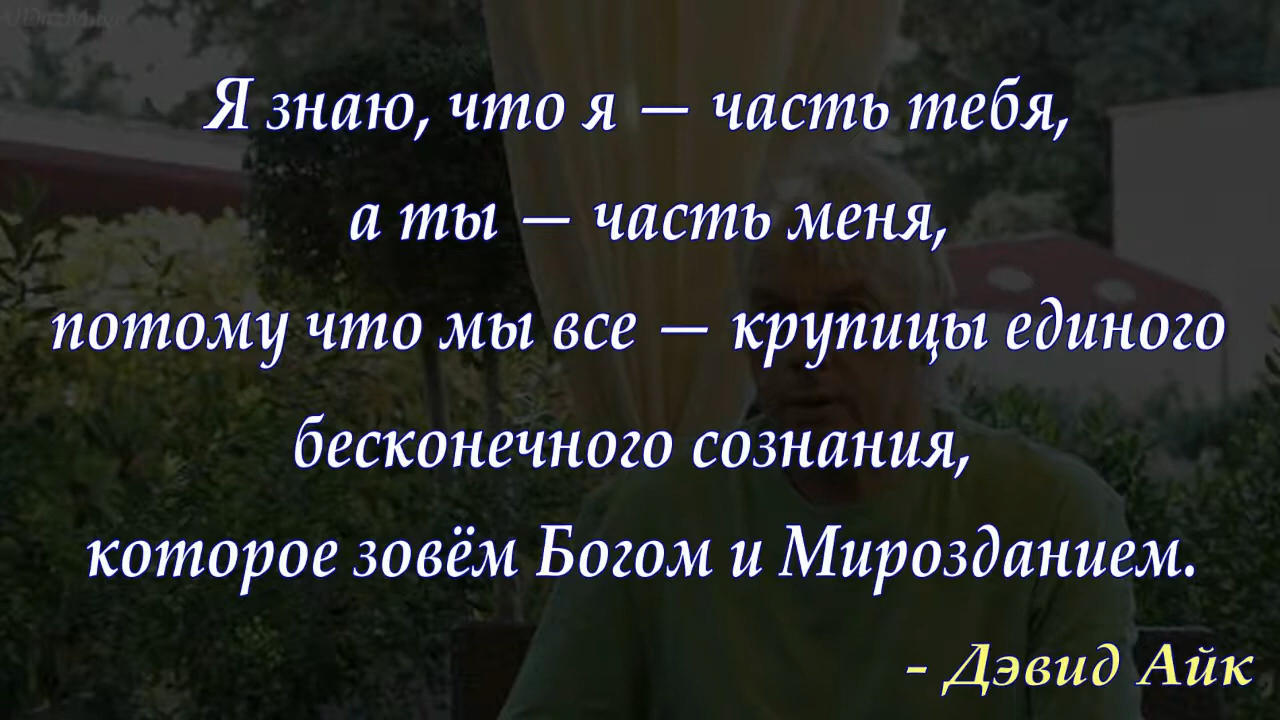 Я знаю, что я — часть тебя,
а ты — часть меня,
потому что мы все — крупицы единого
бесконечного сознания,
которое зовём Богом и Мирозданием.
- Дэвид Айк